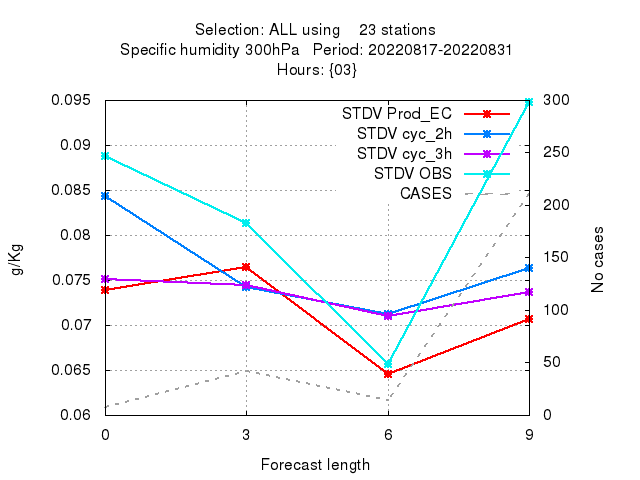 Selection: ALL using    23 stations
Specific humidity 300hPa   Period: 20220817-20220831
Hours: {03}
0.095
0.09
0.085
0.08
0.075
0.07
0.065
0.06
g/Kg
STDV Prod_EC
STDV cyc_2h
STDV cyc_3h
STDV OBS
CASES
300
250
200
150
100
50
0
No cases
0 3 6 9
Forecast length